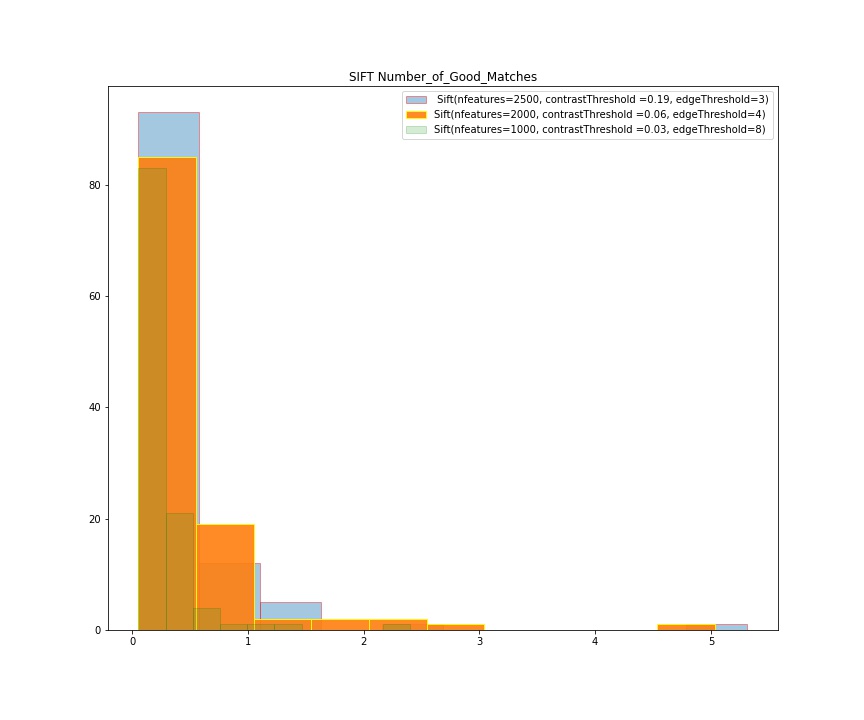 SIFT Number_of_Good_Matches
Sift(nfeatures=2500, contrastThreshold =0.19, edgeThreshold=3)
Sift(nfeatures=2000, contrastThreshold =0.06, edgeThreshold=4)
Sift(nfeatures=1000, contrastThreshold =0.03, edgeThreshold=8)
80
60
40
20
0
0 1 2 3 4 5